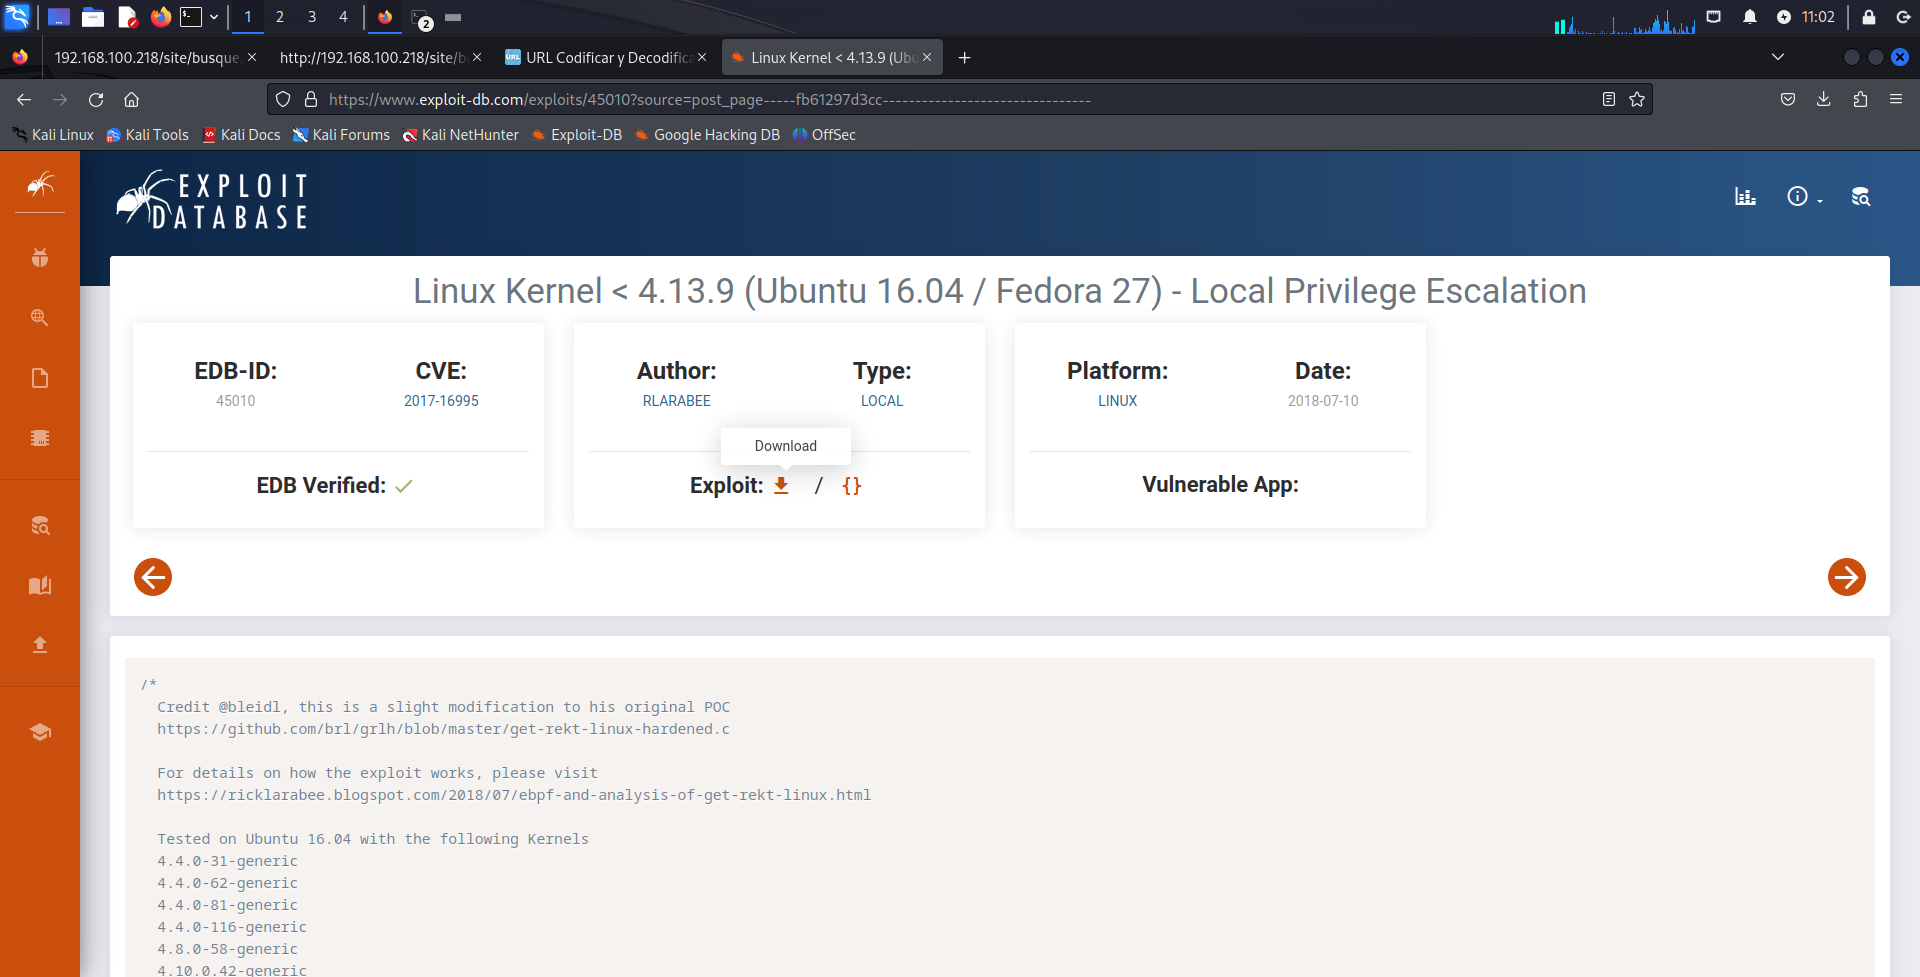 1 2 3 4 2 11:02
192.168.100.218/site/busque http://192.168.100.218/site/b URL Codificar y Decodifica Linux Kernel < 4.13.9 (Ubu
https://www.exploit-db.com/exploits/45010?source=post_page-----fb61297d3cc--------------------------------
Kali Linux Kali Tools Kali Docs Kali Forums Kali NetHunter Exploit-DB Google Hacking DB OffSec
EXPLOIT
DATABASE
Linux Kernel < 4.13.9 (Ubuntu 16.04 / Fedora 27) - Local Privilege Escalation
EDB-ID: CVE: Author: Type: Platform: Date:
45010 2017-16995 RLARABEE LOCAL LINUX 2018-07-10
Download
EDB Verified: Exploit: / {} Vulnerable App:
/*
Credit @bleidl, this is a slight modification to his original POC
https://github.com/brl/grlh/blob/master/get-rekt-linux-hardened.c
For details on how the exploit works, please visit
https://ricklarabee.blogspot.com/2018/07/ebpf-and-analysis-of-get-rekt-linux.html
Tested on Ubuntu 16.04 with the following Kernels
4.4.0-31-generic
4.4.0-62-generic
4.4.0-81-generic
4.4.0-116-generic
4.8.0-58-generic
4.10.0.42-generic